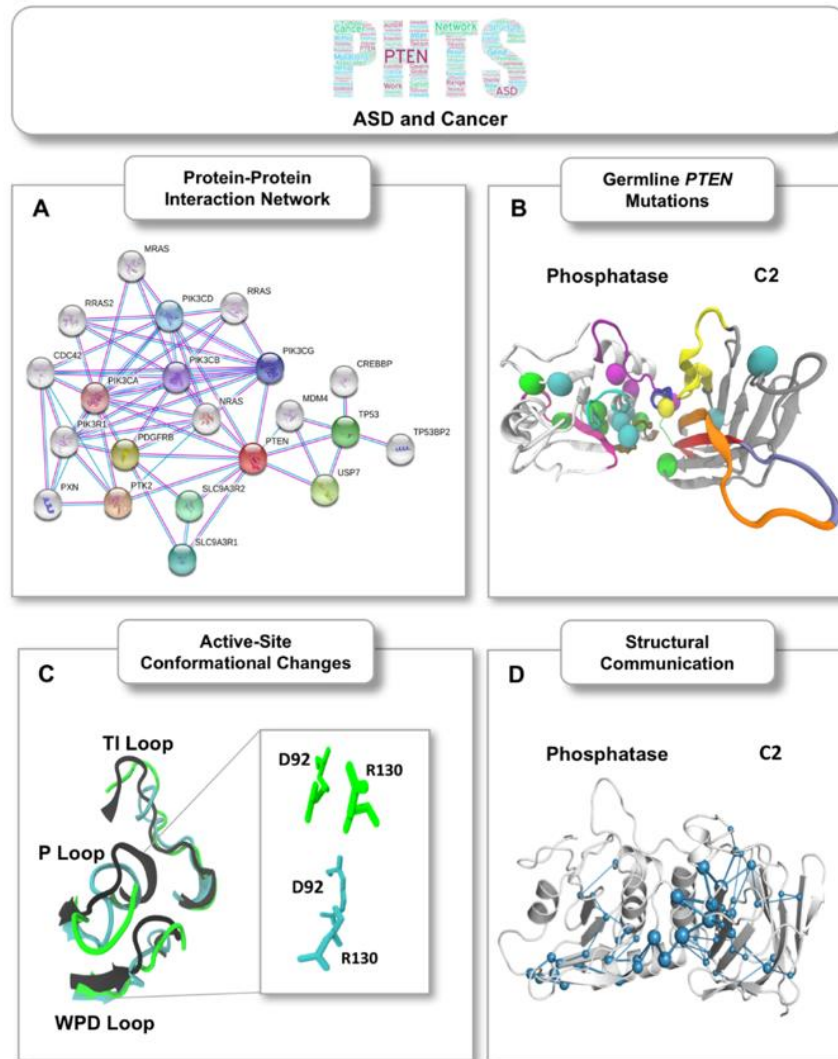 PHTS
Cancer
Network
PTEN
Work
Range
ASD
ASD and Cancer
Protein-Protein
Interaction Network
A
MRAS
PIK3CD
RRAS
RRAS2
CDC42
PIK3CB
PIK3CG
CREBBP
PIK3CA
NRAS
MDM4
TP53
PIK3R1
PDGFRB
PTEN
TP53BP2
PXN
PTK2
SLC9A3R2
USP7
SLC9A3R1
Germline PTEN
Mutations
B
Phosphatase C2
Active-Site
Conformational Changes
C
TI Loop
P Loop
WPD Loop
D92
R130
D92
R130
Structural
Communication
D
Phosphatase C2